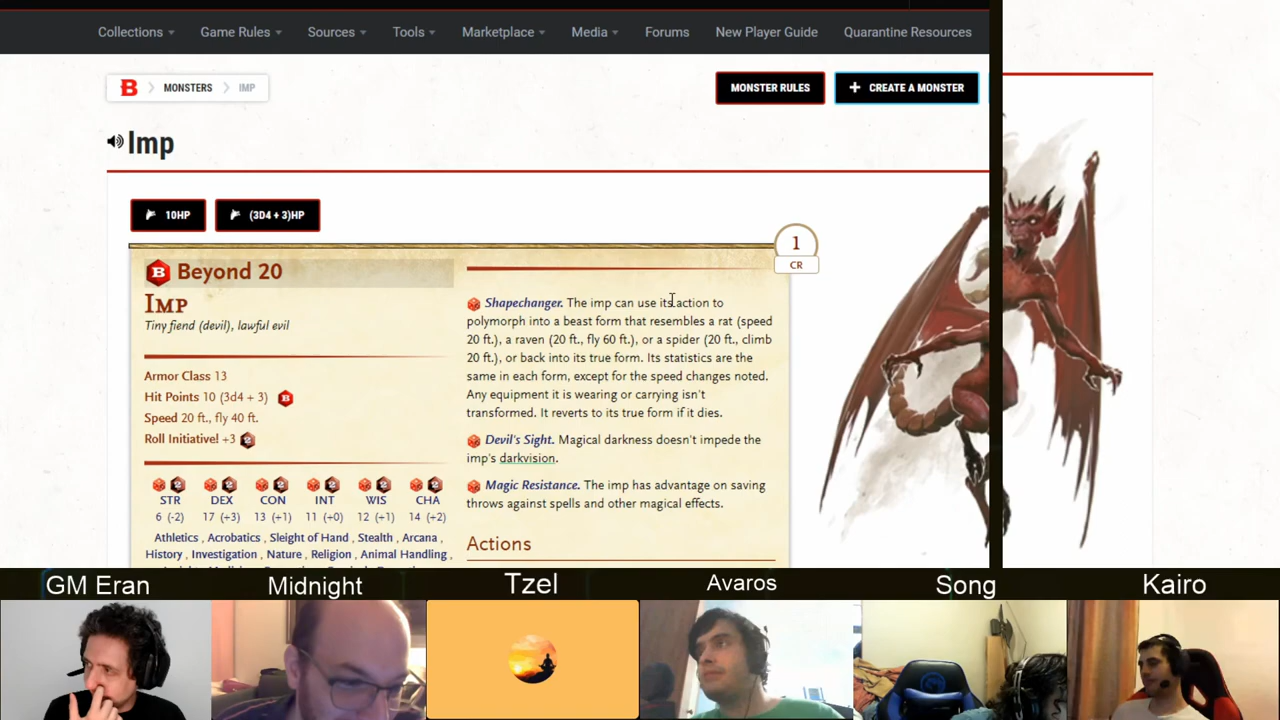 Collections Game Rules Sources Tools Marketplace Media Forums New Player Guide Quarantine Resources
B MONSTERS IMP
MONSTER RULES
+ CREATE A MONSTER
Imp
10HP
(3D4 + 3)HP
1
CR
B Beyond 20
IMP
Tiny fiend (devil), lawful evil
Armor Class 13
Hit Points 10 (3d4 + 3)
Speed 20 ft., fly 40 ft.
Roll Initiative! +3
STR DEX CON INT WIS CHA
6 (-2) 17 (+3) 13 (+1) 11 (+0) 12 (+1) 14 (+2)
Athletics , Acrobatics , Sleight of Hand , Stealth , Arcana ,
History , Investigation , Nature , Religion , Animal Handling ,
Shapechanger. The imp can use its action to
polymorph into a beast form that resembles a rat (speed
20 ft.), a raven (20 ft., fly 60 ft.), or a spider (20 ft., climb
20 ft.), or back into its true form. Its statistics are the
same in each form, except for the speed changes noted.
Any equipment it is wearing or carrying isn't
transformed. It reverts to its true form if it dies.
Devil's Sight. Magical darkness doesn't impede the
imp's darkvision.
Magic Resistance. The imp has advantage on saving
throws against spells and other magical effects.
Actions
GM Eran
Midnight
Tzel
Avaros
Song
Kairo